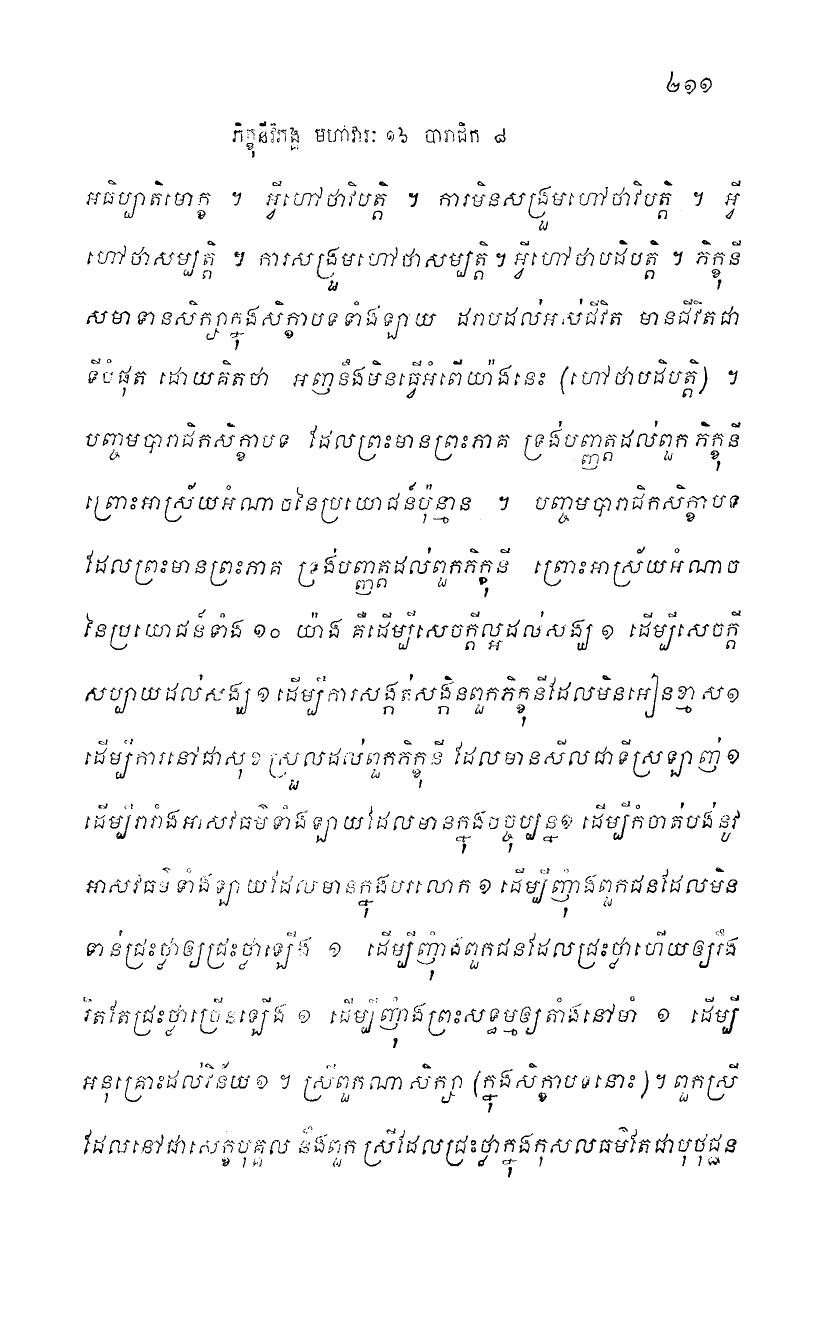 ២១១
ភិក្ខុនីវិភង្គ មហាវារៈ ១៦ បារាជិក ៨
អធិប្បាតិមោក្ខ ។ អ្វីហៅថាវិបត្តិ ។ ការមិនសង្រួមហៅថាវិបត្តិ ។ អ្វី
ហៅថាសម្បត្តិ ។ ការសង្រួមហៅថាសម្បត្តិ។ អ្វីហៅថាបដិបត្តិ ។ ភិក្ខុនី
សមាទានសិក្សាក្នុងសិក្ខាបទទាំងឡាយ ដរាបដល់អស់ជីវិត មានជីវិតជា
ទីបំផុត ដោយគិតថា អញនឹងមិនធ្វើអំពើយ៉ាងនេះ (ហៅថាបដិបត្តិ) ។
បញ្ចមបារាជិកសិក្ខាបទ ដែលព្រះមានព្រះភាគ ទ្រង់បញ្ញត្តដល់ពួកភិក្ខុនី
ព្រោះអាស្រ័យអំណាចនៃប្រយោជន៍ប៉ុន្មាន ។ បញ្ចមបារាជិកសិក្ខាបទ
ដែលព្រះមានព្រះភាគ ទ្រង់បញ្ញត្តដល់ពួកភិក្ខុនី ព្រោះអាស្រ័យអំណាច
នៃប្រយោជន៍ទាំង ១០ យ៉ាង គឺដើម្បីសេចក្តីល្អដល់សង្ឃ ១ ដើម្បីសេចក្តី
សប្បាយដល់សង្ឃ ១ ដើម្បីការសង្កត់សង្កិនពួកភិក្ខុនីដែលមិនអៀនខ្មាស១
ដើម្បីការនៅជាសុខស្រួលដល់ពួកភិក្ខុនី ដែលមានសីលជាទីស្រឡាញ់ ១
ដើម្បីរារាំងអាសវធម៌ទាំងឡាយដែលមានក្នុងបច្ចុប្បន្ន១ ដើម្បីកំចាត់បង់នូវ
អាសវធម៌ទាំងឡាយដែលមានក្នុងបរលោក ១ ដើម្បីញុំាងពួកជនដែលមិន
ទាន់ជ្រះថ្លាឲ្យជ្រះថ្លាឡើង ១ ដើម្បីញុំាងពួកជនដែលជ្រះថ្លាហើយឲ្យរឹង
រឹតតែជ្រះថ្លាច្រើនឡើង ១ ដើម្បីញុំាងព្រះសទ្ធម្មឲ្យតាំងនៅមាំ ១ ដើម្បី
អនុគ្រោះដល់វិន័យ១ ។ ស្រីពួកណាសិក្សា (ក្នុងសិក្ខាបទនោះ)។ ពួកស្រី
ដែលនៅជាសេក្ខបុគ្គល និងពួកស្រីដែលជ្រះថ្លាក្នុងកុសលធម៌តែជាបុថុជ្ជន